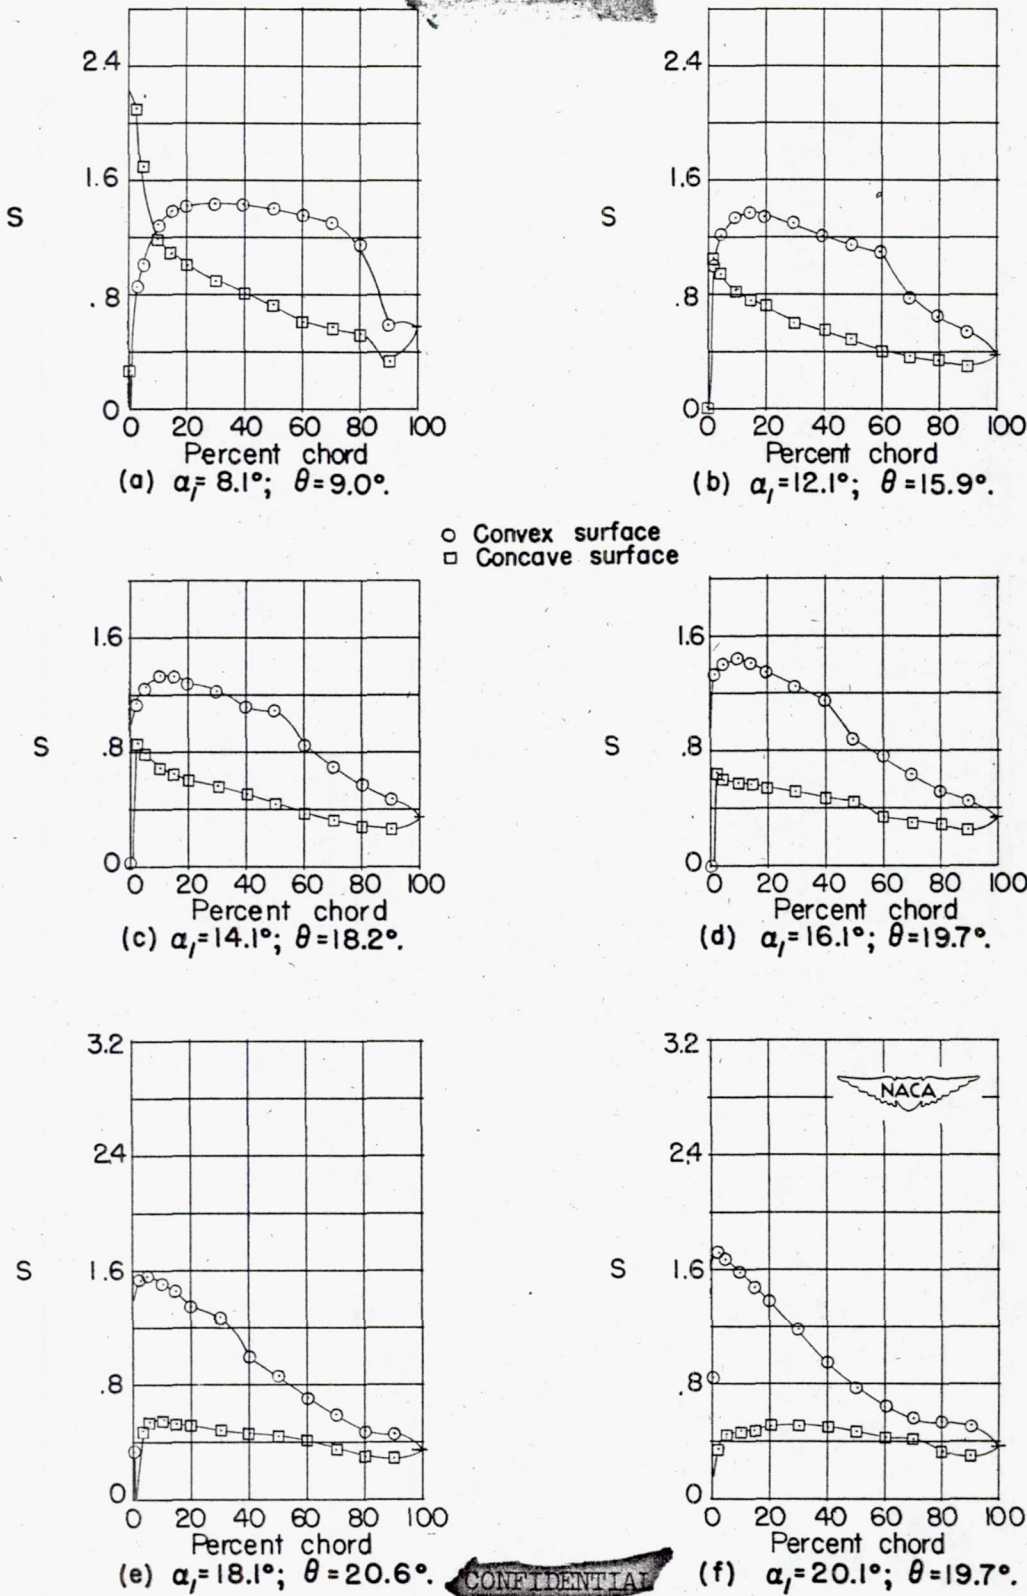 2.4
1.6
S
.8
0
0 20 40 60 80 100
Percent chord
(a) α₁= 8.1°; θ=9.0°.
2.4
1.6
S
.8
0
0 20 40 60 80 100
Percent chord
(b) α₁=12.1°; θ=15.9°.
Convex surface
Concave surface
1.6
S
.8
0
0 20 40 60 80 100
Percent chord
(c) α₁=14.1°; θ=18.2°.
1.6
S
.8
0
0 20 40 60 80 100
Percent chord
(d) α₁=16.1°; θ=19.7°.
3.2
2.4
1.6
S
.8
0
0 20 40 60 80 100
Percent chord
(e) α₁=18.1°; θ=20.6°.
3.2
NACA
2.4
1.6
S
.8
0
0 20 40 60 80 100
Percent chord
(f) α₁=20.1°; θ=19.7°.
CONFIDENTIAL